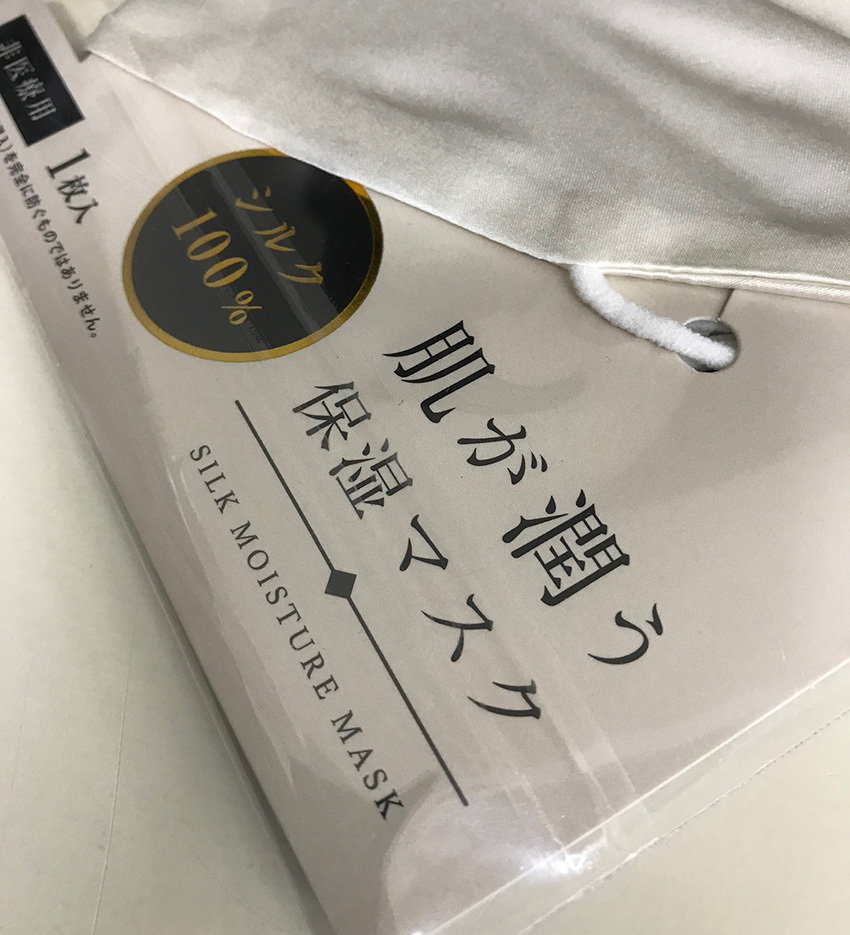 非医療用
1枚入
入)を完全に防ぐものではありません。
シルク
100%
肌が潤う
保湿マスク
SILK MOISTURE MASK